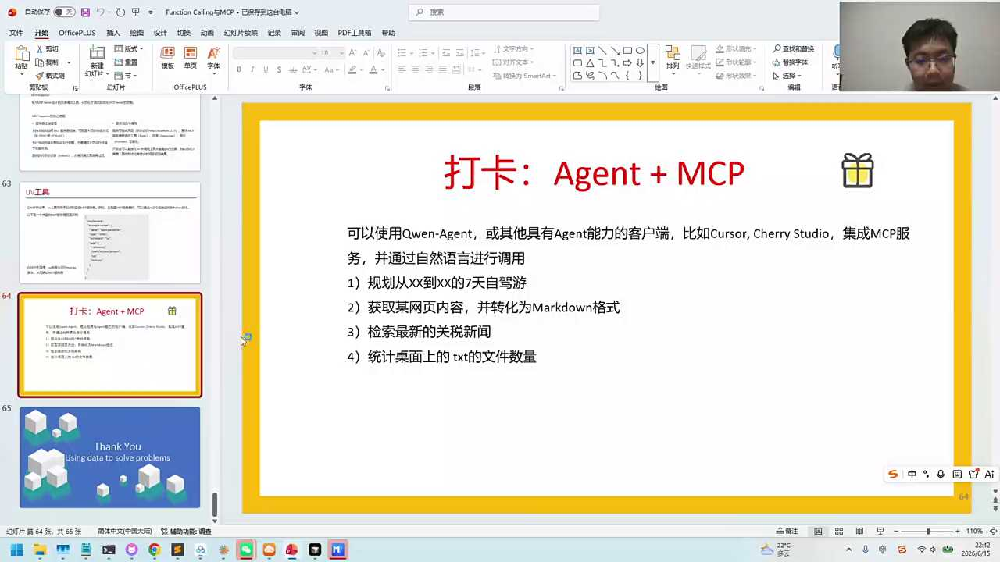 自动保存 关 Function Calling与MCP • 已保存到这台电脑
搜索
文件 开始 OfficePLUS 插入 绘图 设计 切换 动画 幻灯片放映 记录 审阅 视图 PDF工具箱 帮助
粘贴 剪切 复制 格式刷
新建幻灯片 版式 重置 节
模板 单页 字体
18
文字方向 对齐文本 转换为 SmartArt
排列 快速样式 形状填充 形状轮廓 形状效果
查找和替换 替换字体 选择
剪贴板 幻灯片 OfficePLUS 字体 段落 绘图 编辑
63
UV工具
64
打卡：Agent + MCP
65
Thank You
Using data to solve problems
打卡：Agent + MCP
可以使用Qwen-Agent，或其他具有Agent能力的客户端，比如Cursor, Cherry Studio，集成MCP服
务，并通过自然语言进行调用
1）规划从XX到XX的7天自驾游
2）获取某网页内容，并转化为Markdown格式
3）检索最新的关税新闻
4）统计桌面上的 txt的文件数量
64
中
幻灯片 第 64 张，共 65 张 简体中文(中国大陆) 辅助功能: 调查 备注 110%
22°C
多云
中
22:42
2026/6/15